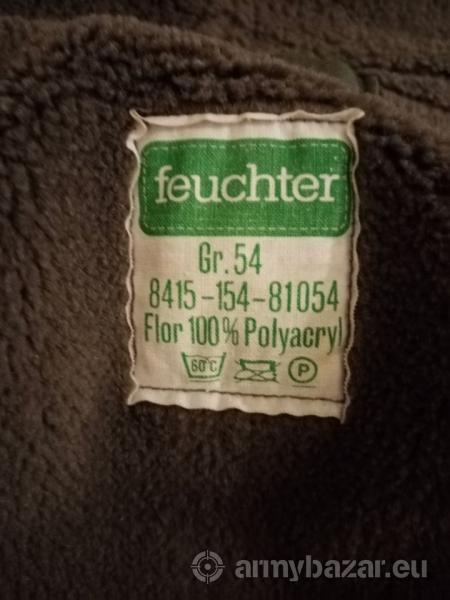 feuchter
Gr. 54
8415-154-81054
Flor 100% Polyacryl
60°C P
armybazar.eu